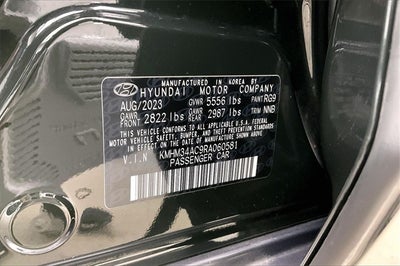 MANUFACTURED IN KOREA BY
HYUNDAI MOTOR COMPANY
AUG/2023 GVWR 5556 lbs PAINT RG9
GAWR FRONT 2822 lbs GAWR REAR 2987 lbs TRIM NNB
THIS VEHICLE CONFORMS TO ALL APPLICABLE U.S.A. FEDERAL
MOTOR VEHICLE SAFETY, BUMPER, AND THEFT PREVENTION
STANDARDS IN EFFECT ON THE DATE OF MANUFACTURE
SHOWN ABOVE.
V.I.N KMHM34AC9RA060581
PASSENGER CAR